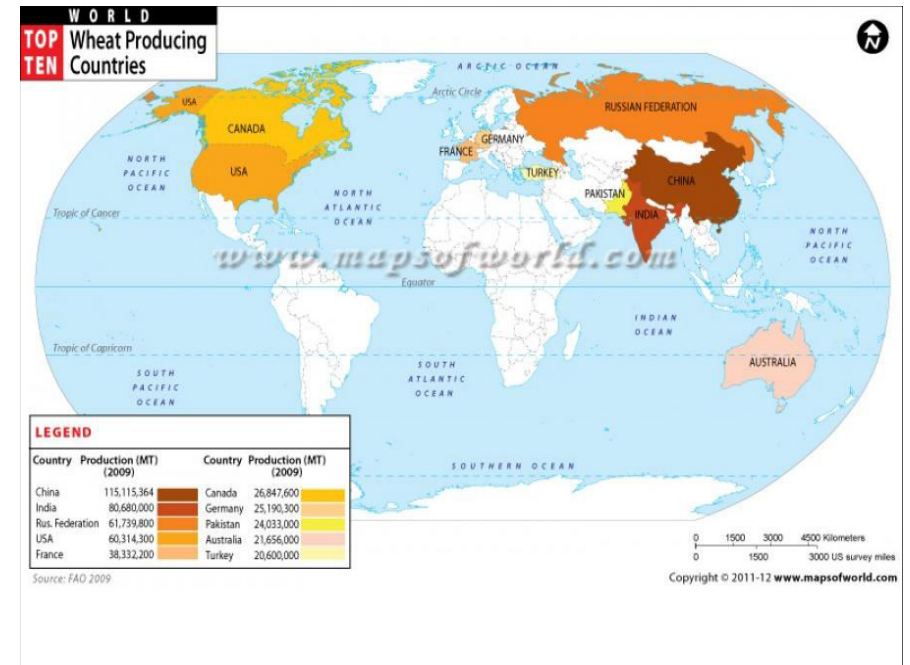 WORLD
TOP TEN
Wheat Producing
Countries
N
ARCTIC OCEAN
Arctic Circle
USA
RUSSIAN FEDERATION
CANADA
GERMANY
FRANCE
NORTH
PACIFIC
OCEAN
USA
TURKEY
CHINA
PAKISTAN
NORTH
ATLANTIC
OCEAN
Tropic of Cancer
INDIA
NORTH
PACIFIC
OCEAN
www.mapsofworld.com
Equator
INDIAN
OCEAN
Tropic of Capricorn
SOUTH
PACIFIC
OCEAN
SOUTH
ATLANTIC
OCEAN
AUSTRALIA
SOUTHERN OCEAN
LEGEND
Country Production (MT) Country Production (MT)
(2009) (2009)
China 115,115,364 Canada 26,847,600
India 80,680,000 Germany 25,190,300
Rus. Federation 61,739,800 Pakistan 24,033,000
USA 60,314,300 Australia 21,656,000
France 38,332,200 Turkey 20,600,000
0 1500 3000 4500 Kilometers
0 1500 3000 US survey miles
Source: FAO 2009
Copyright © 2011-12 www.mapsofworld.com